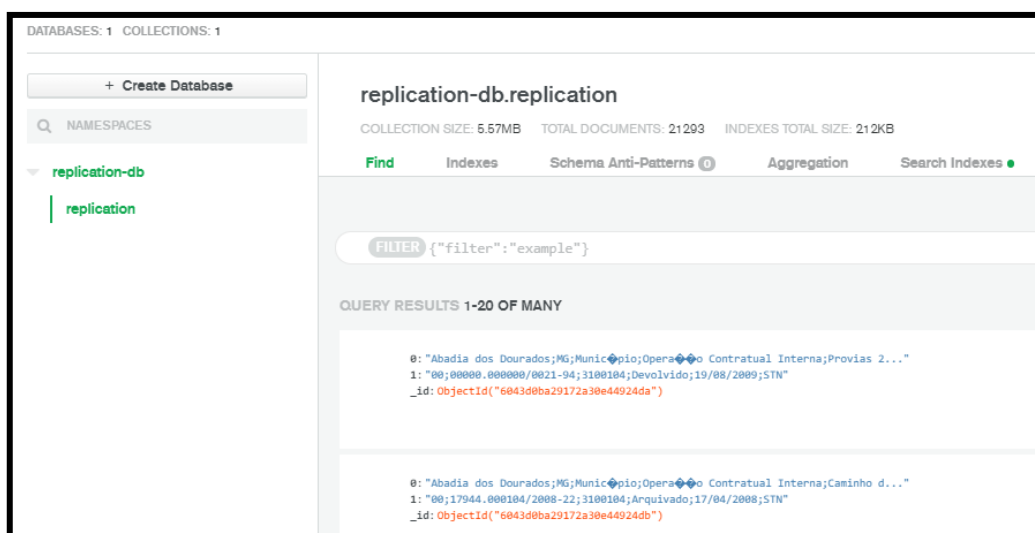 DATABASES: 1 COLLECTIONS: 1
+ Create Database
NAMESPACES
replication-db
replication
replication-db.replication
COLLECTION SIZE: 5.57MB TOTAL DOCUMENTS: 21293 INDEXES TOTAL SIZE: 212KB
Find Indexes Schema Anti-Patterns 0 Aggregation Search Indexes
FILTER {"filter":"example"}
QUERY RESULTS 1-20 OF MANY
0: "Abadia dos Dourados;MG;Munic�pio;Opera��o Contratual Interna;Provias 2..."
1: "00;00000.000000/0021-94;3100104;Devolvido;19/08/2009;STN"
_id: ObjectId("6043d0ba29172a30e44924da")
0: "Abadia dos Dourados;MG;Munic�pio;Opera��o Contratual Interna;Caminho d..."
1: "00;17944.000104/2008-22;3100104;Arquivado;17/04/2008;STN"
_id: ObjectId("6043d0ba29172a30e44924db")